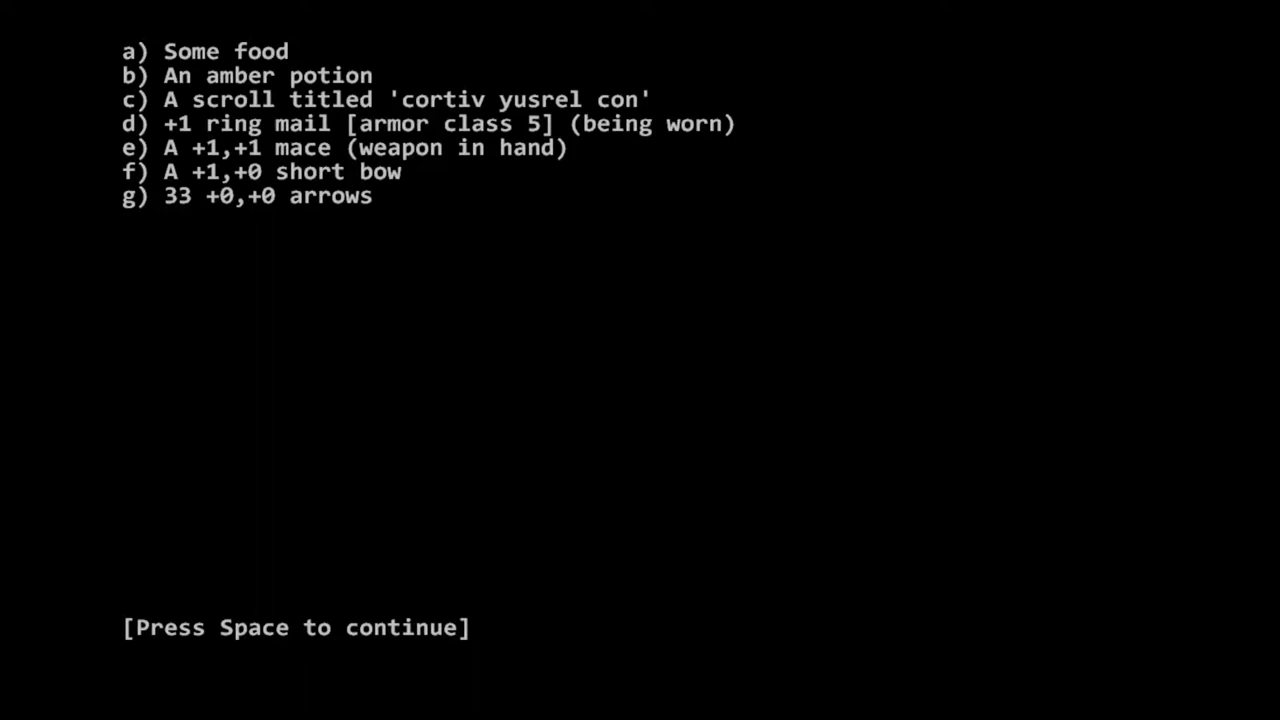 a) Some food
b) An amber potion
c) A scroll titled 'cortiv yusrel con'
d) +1 ring mail [armor class 5] (being worn)
e) A +1,+1 mace (weapon in hand)
f) A +1,+0 short bow
g) 33 +0,+0 arrows
[Press Space to continue]